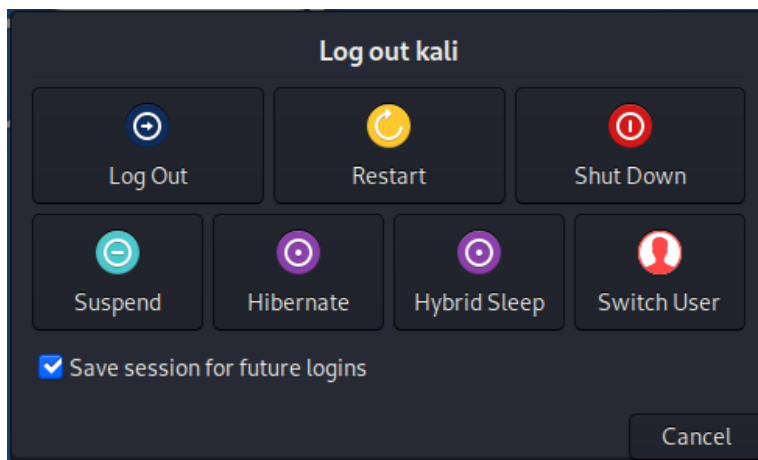 Log out kali
Log Out Restart Shut Down
Suspend Hibernate Hybrid Sleep Switch User
Save session for future logins
Cancel